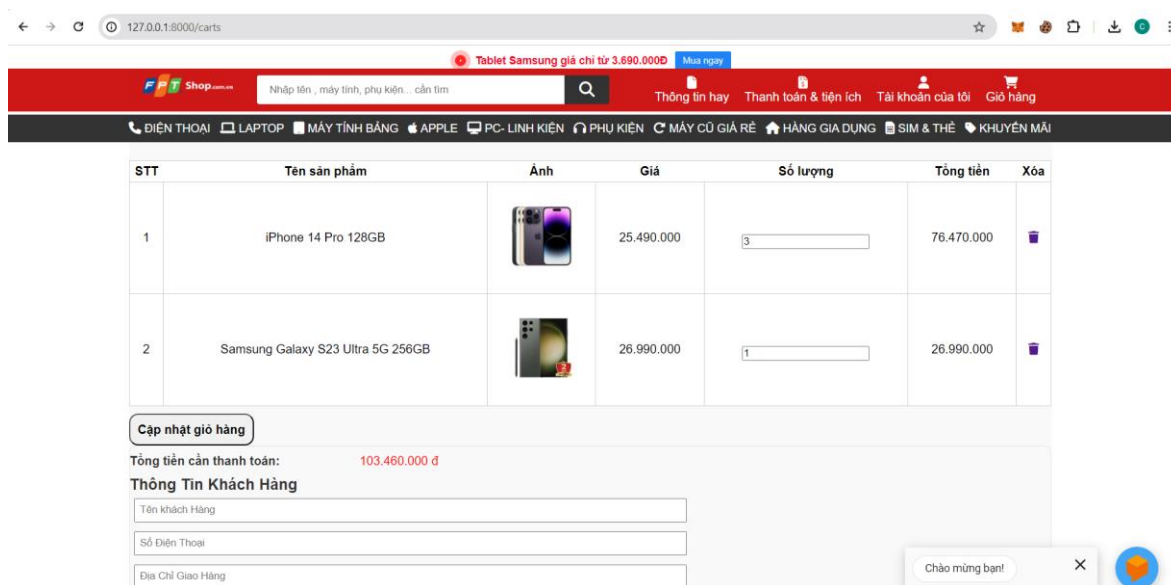 127.0.0.1:8000/carts
Tablet Samsung giá chỉ từ 3.690.000Đ Mua ngay
FPT Shop.com.vn Nhập tên , máy tính, phụ kiện... cần tìm Thông tin hay Thanh toán & tiện ích Tài khoản của tôi Giỏ hàng
ĐIỆN THOẠI LAPTOP MÁY TÍNH BẢNG APPLE PC- LINH KIỆN PHỤ KIỆN MÁY CŨ GIÁ RẺ HÀNG GIA DỤNG SIM & THẺ KHUYẾN MÃI
STT Tên sản phẩm Ảnh Giá Số lượng Tổng tiền Xóa
1 iPhone 14 Pro 128GB 25.490.000 3 76.470.000
2 Samsung Galaxy S23 Ultra 5G 256GB 26.990.000 1 26.990.000
Cập nhật giỏ hàng
Tổng tiền cần thanh toán: 103.460.000 đ
Thông Tin Khách Hàng
Tên khách Hàng
Số Điện Thoại
Địa Chỉ Giao Hàng
Chào mừng bạn!